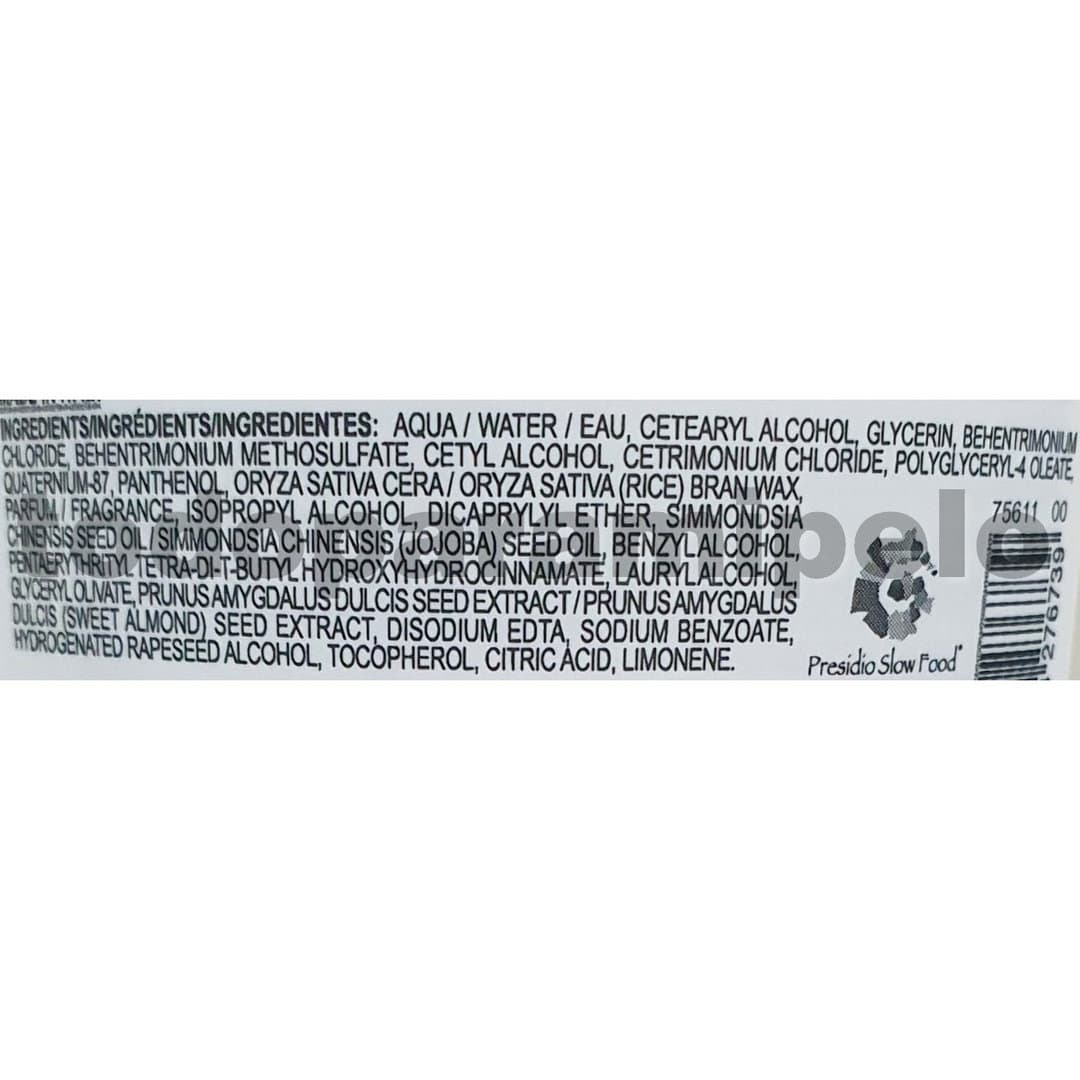 INGREDIENTS/INGRÉDIENTS/INGREDIENTES: AQUA / WATER / EAU, CETEARYL ALCOHOL, GLYCERIN, BEHENTRIMONIUM
CHLORIDE, BEHENTRIMONIUM METHOSULFATE, CETYL ALCOHOL, CETRIMONIUM CHLORIDE, POLYGLYCERYL-4 OLEATE,
QUATERNIUM-87, PANTHENOL, ORYZA SATIVA CERA / ORYZA SATIVA (RICE) BRAN WAX,
PARFUM / FRAGRANCE, ISOPROPYL ALCOHOL, DICAPRYLYL ETHER, SIMMONDSIA
CHINENSIS SEED OIL / SIMMONDSIA CHINENSIS (JOJOBA) SEED OIL, BENZYL ALCOHOL,
PENTAERYTHRITYL TETRA-DI-T-BUTYL HYDROXYHYDROCINNAMATE, LAURYL ALCOHOL,
GLYCERYL OLIVATE, PRUNUS AMYGDALUS DULCIS SEED EXTRACT / PRUNUS AMYGDALUS
DULCIS (SWEET ALMOND) SEED EXTRACT, DISODIUM EDTA, SODIUM BENZOATE,
HYDROGENATED RAPESEED ALCOHOL, TOCOPHEROL, CITRIC ACID, LIMONENE.
Presidio Slow Food®
75611 00
276739